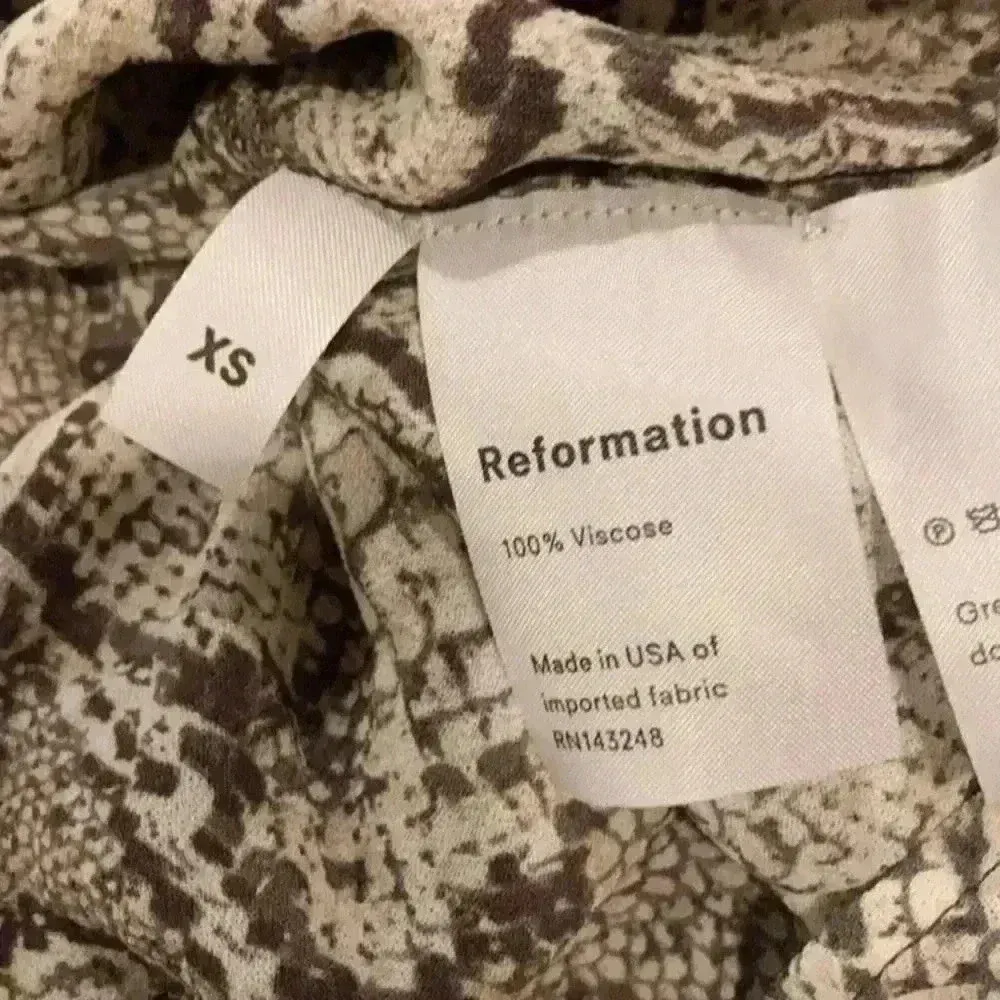 XS
Reformation
100% Viscose
Made in USA of
imported fabric
RN143248
P